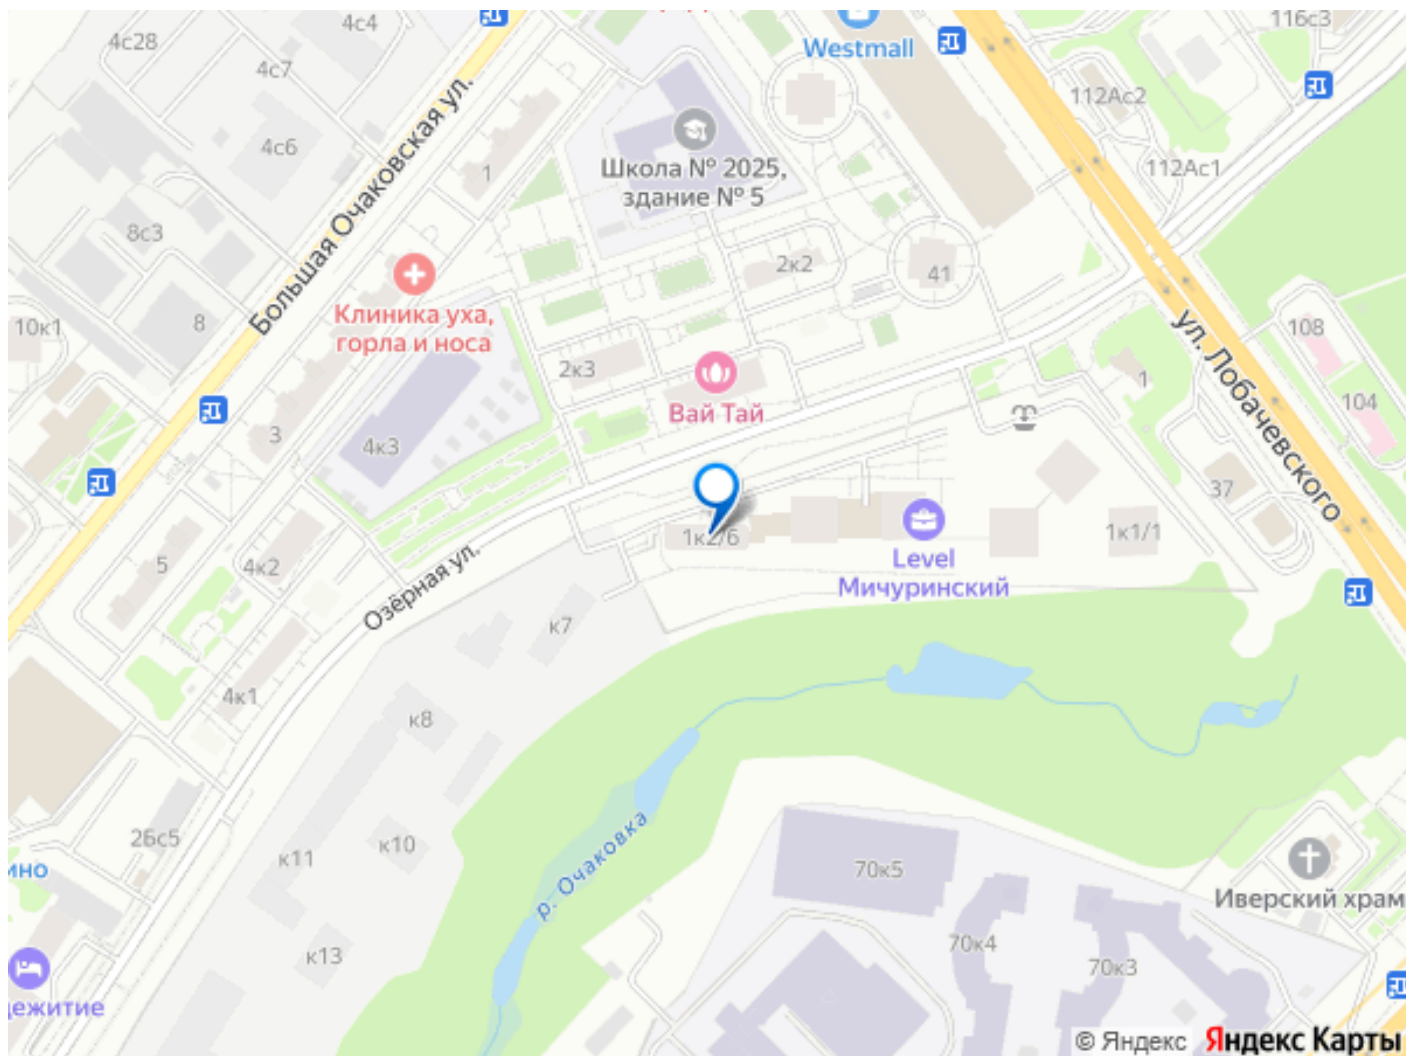 4с28
4с4
Westmall
116с3
4с7
112Ас2
4с6
Большая Очаковская ул.
1
Школа № 2025,
здание № 5
112Ас1
8с3
2к2
41
10к1
8
Клиника уха,
горла и носа
ул. Лобачевского
108
2к3
1
Вай Тай
104
3
4к3
37
1к2/6
1к1/1
Level
Мичуринский
5
4к2
Озёрная ул.
к7
4к1
к8
26с5
к11
к10
р. Очаковка
70к5
ино
Иверский храм
к13
70к4
70к3
ежитие
© Яндекс Яндекс Карты